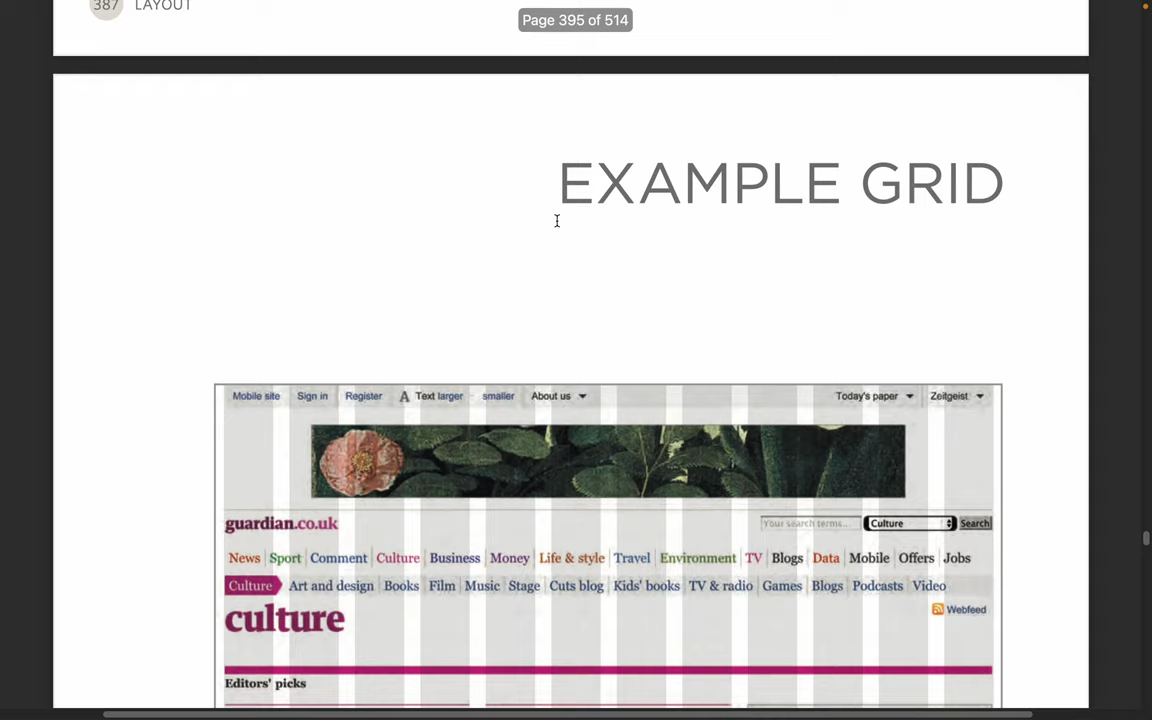 387 LAYOUT
Page 395 of 514
EXAMPLE GRID
Mobile site Sign in Register A Text larger smaller About us Today's paper Zeitgeist
guardian.co.uk Your search terms... Culture Search
News Sport Comment Culture Business Money Life & style Travel Environment TV Blogs Data Mobile Offers Jobs
Culture Art and design Books Film Music Stage Cuts blog Kids' books TV & radio Games Blogs Podcasts Video
culture Webfeed
Editors' picks